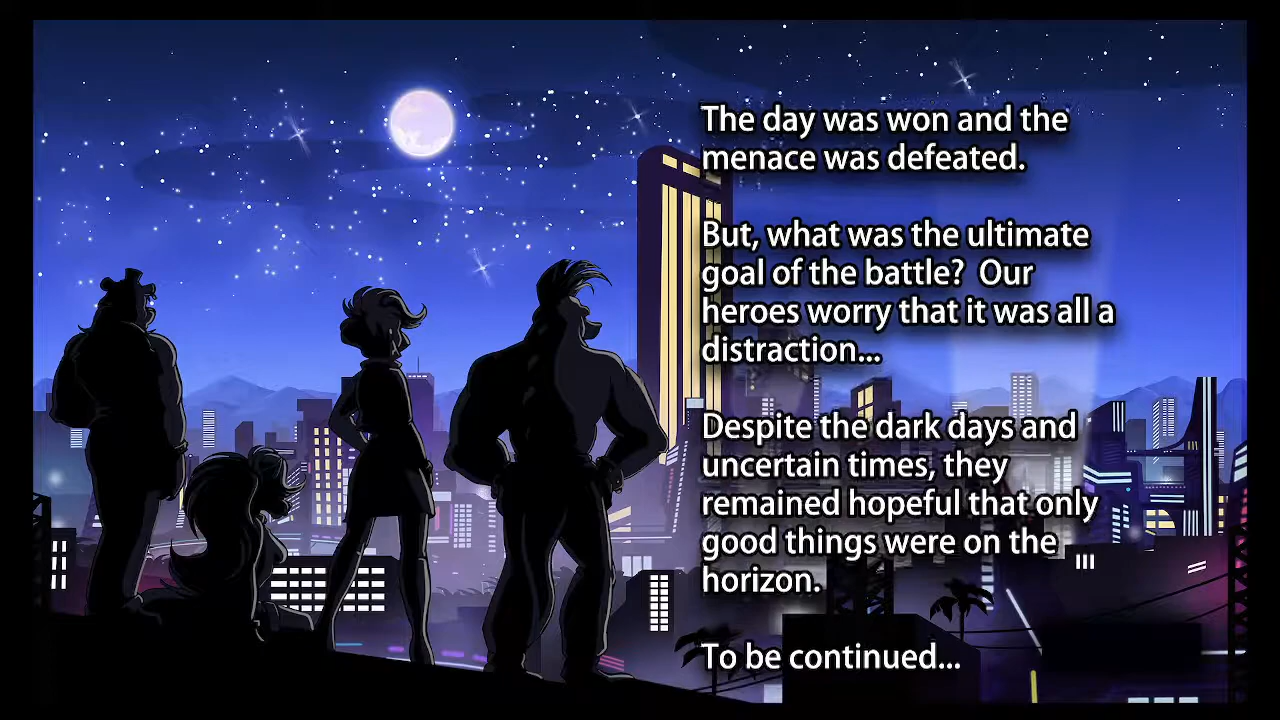 The day was won and the
menace was defeated.
But, what was the ultimate
goal of the battle?  Our
heroes worry that it was all a
distraction...
Despite the dark days and
uncertain times, they
remained hopeful that only
good things were on the
horizon.
To be continued...